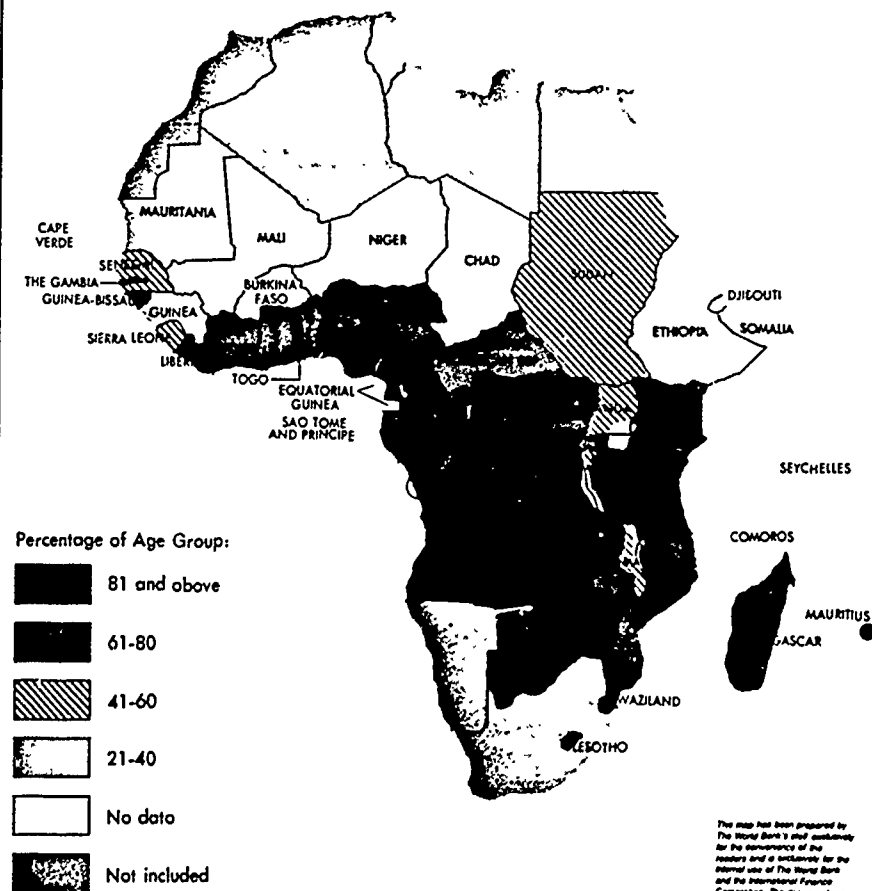 MAURITANIA
CAPE
VERDE
MALI
NIGER
CHAD
THE GAMBIA
GUINEA-BISSAU
BURKINA
FASO
GUINEA
SIERRA LEON
LIBER
DJIBOUTI
ETHIOPIA
SOMALIA
TOGO
EQUATORIAL
GUINEA
SAO TOME
AND PRINCIPE
SEYCHELLES
COMOROS
MAURITIUS
GASCAR
WAZILAND
LESOTHO
Percentage of Age Group:
81 and above
61-80
41-60
21-40
No data
Not included
This map has been prepared by
The World Bank's staff exclusively
for the convenience of the
readers and is exclusively for the
internal use of The World Bank
and the International Finance